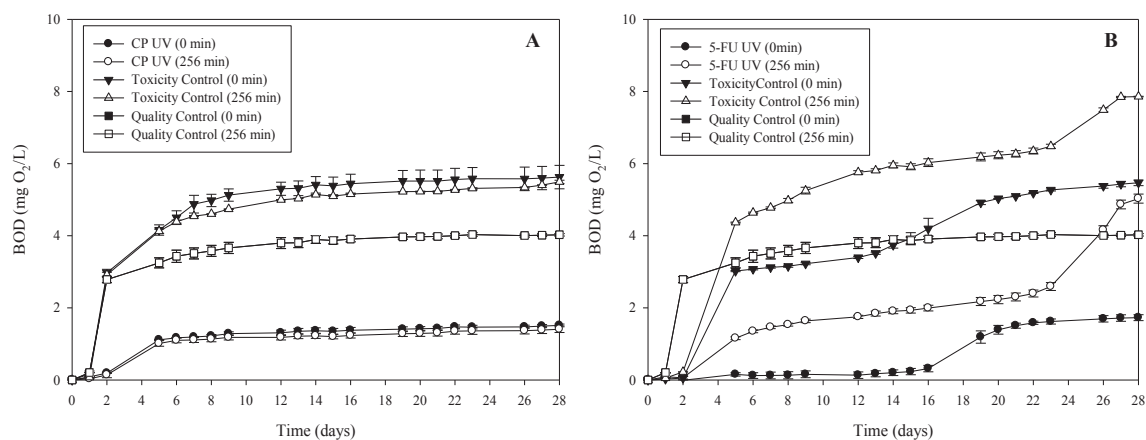 A
CP UV (0 min)
CP UV (256 min)
Toxicity Control (0 min)
Toxicity Control (256 min)
Quality Control (0 min)
Quality Control (256 min)
BOD (mg O₂/L)
10
8
6
4
2
0
0 2 4 6 8 10 12 14 16 18 20 22 24 26 28
Time (days)
B
5-FU UV (0min)
5-FU UV (256 min)
ToxicityControl (0 min)
Toxicity Control (256 min)
Quality Control (0 min)
Quality Control (256 min)
BOD (mg O₂/L)
10
8
6
4
2
0
0 2 4 6 8 10 12 14 16 18 20 22 24 26 28
Time (days)